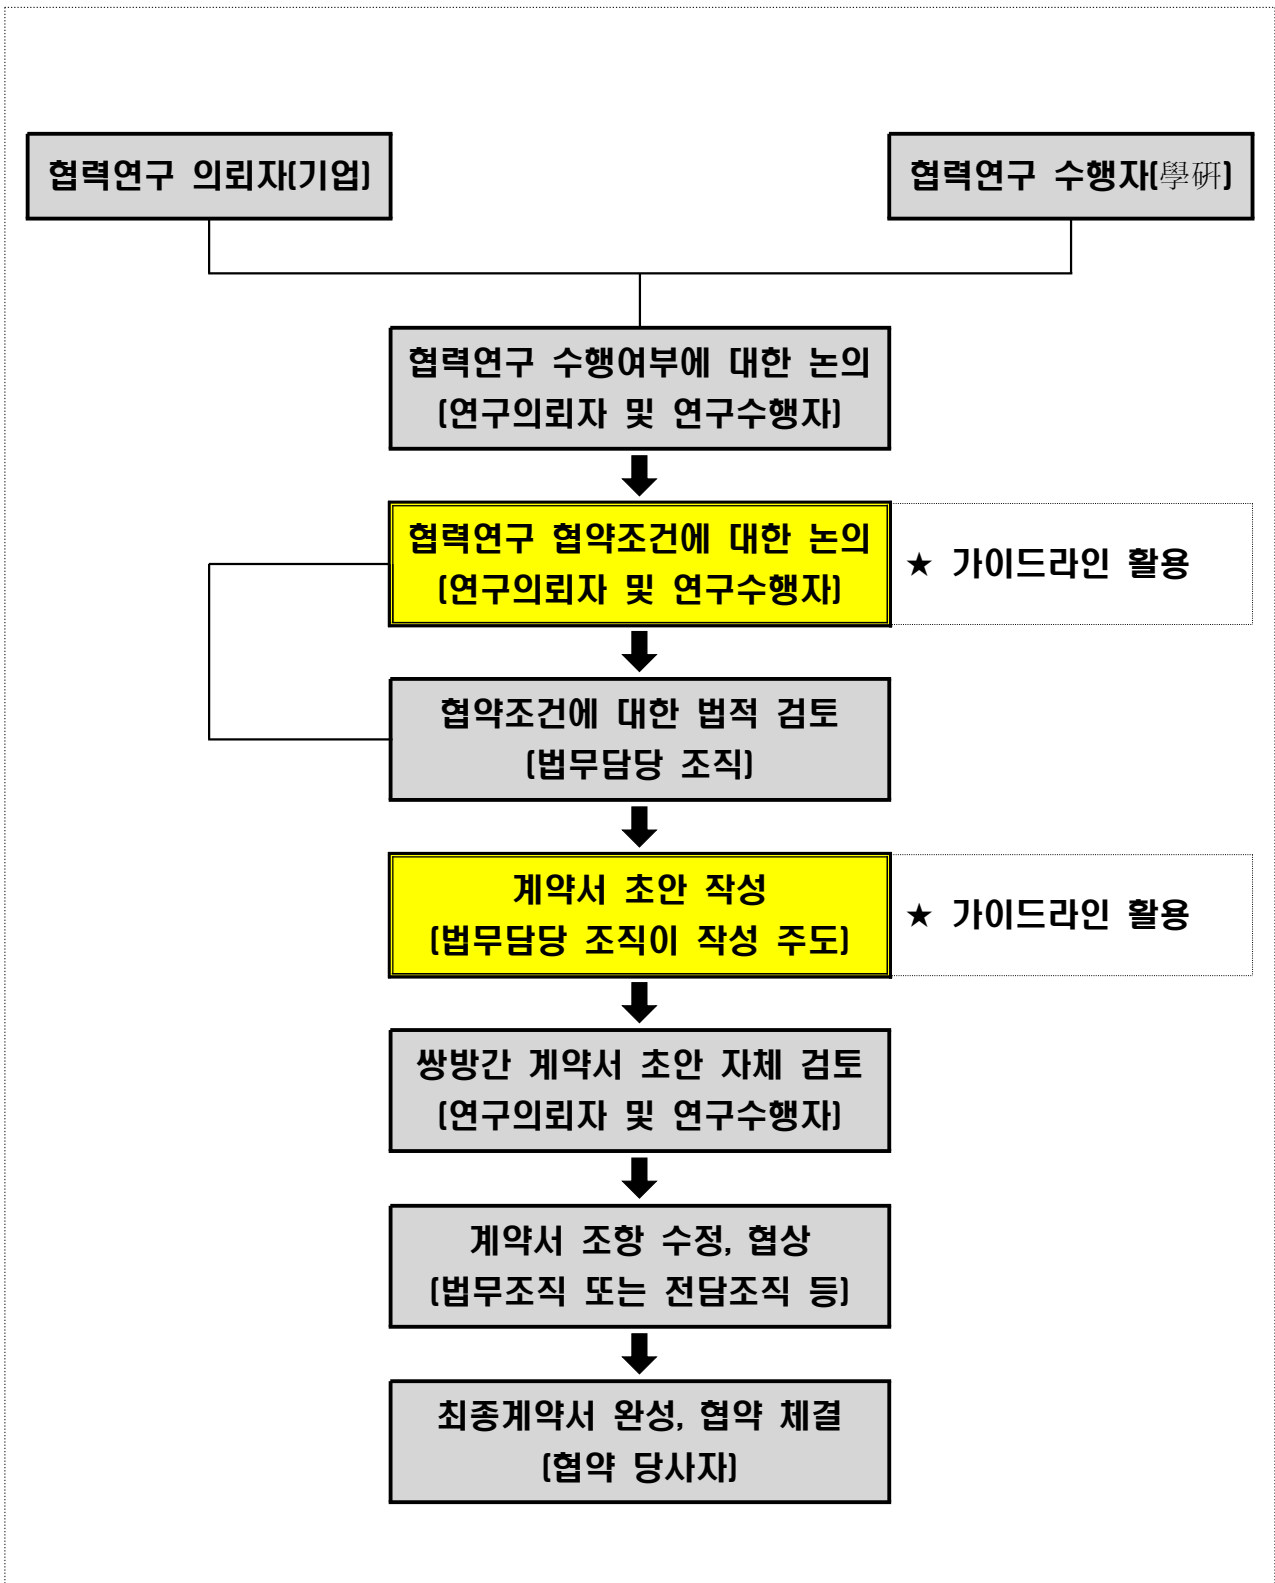 협력연구 의뢰자(기업)
협력연구 수행자(學硏)
협력연구 수행여부에 대한 논의
(연구의뢰자 및 연구수행자)
협력연구 협약조건에 대한 논의
(연구의뢰자 및 연구수행자)
★ 가이드라인 활용
협약조건에 대한 법적 검토
(법무담당 조직)
계약서 초안 작성
(법무담당 조직이 작성 주도)
★ 가이드라인 활용
쌍방간 계약서 초안 자체 검토
(연구의뢰자 및 연구수행자)
계약서 조항 수정, 협상
(법무조직 또는 전담조직 등)
최종계약서 완성, 협약 체결
(협약 당사자)